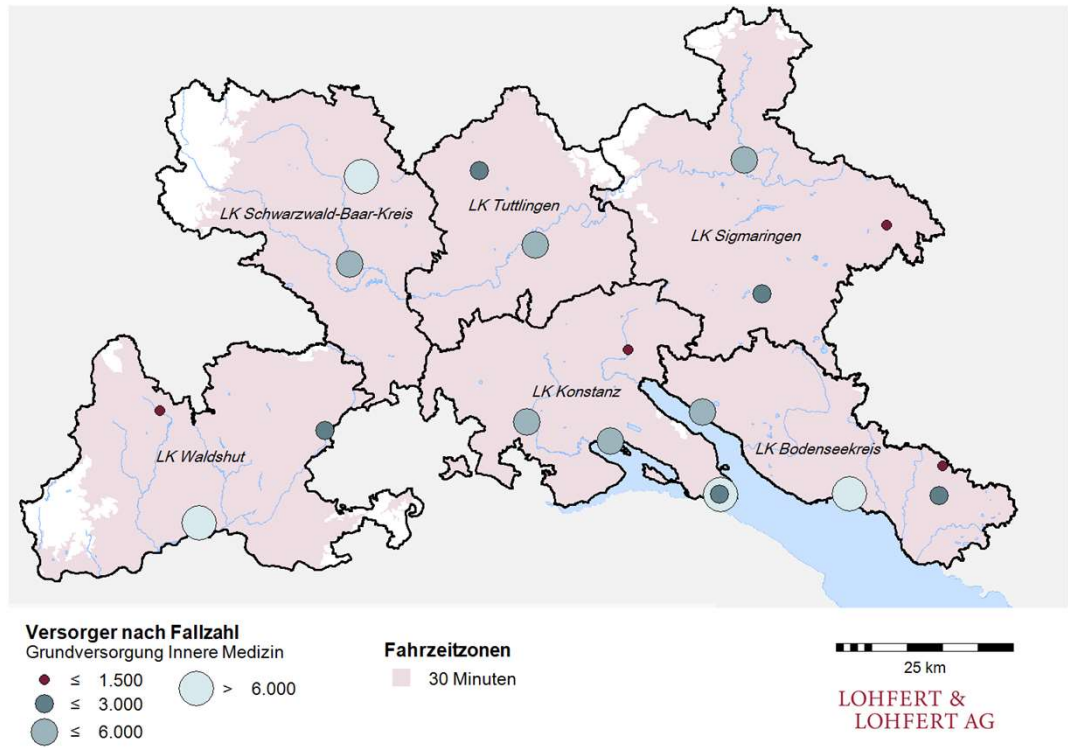 LK Schwarzwald-Baar-Kreis
LK Tuttlingen
LK Sigmaringen
LK Konstanz
LK Waldshut
LK Bodenseekreis
Versorger nach Fallzahl
Grundversorgung Innere Medizin
≤ 1.500
≤ 3.000
≤ 6.000
> 6.000
Fahrzeitzonen
30 Minuten
25 km
LOHFERT &
LOHFERT AG